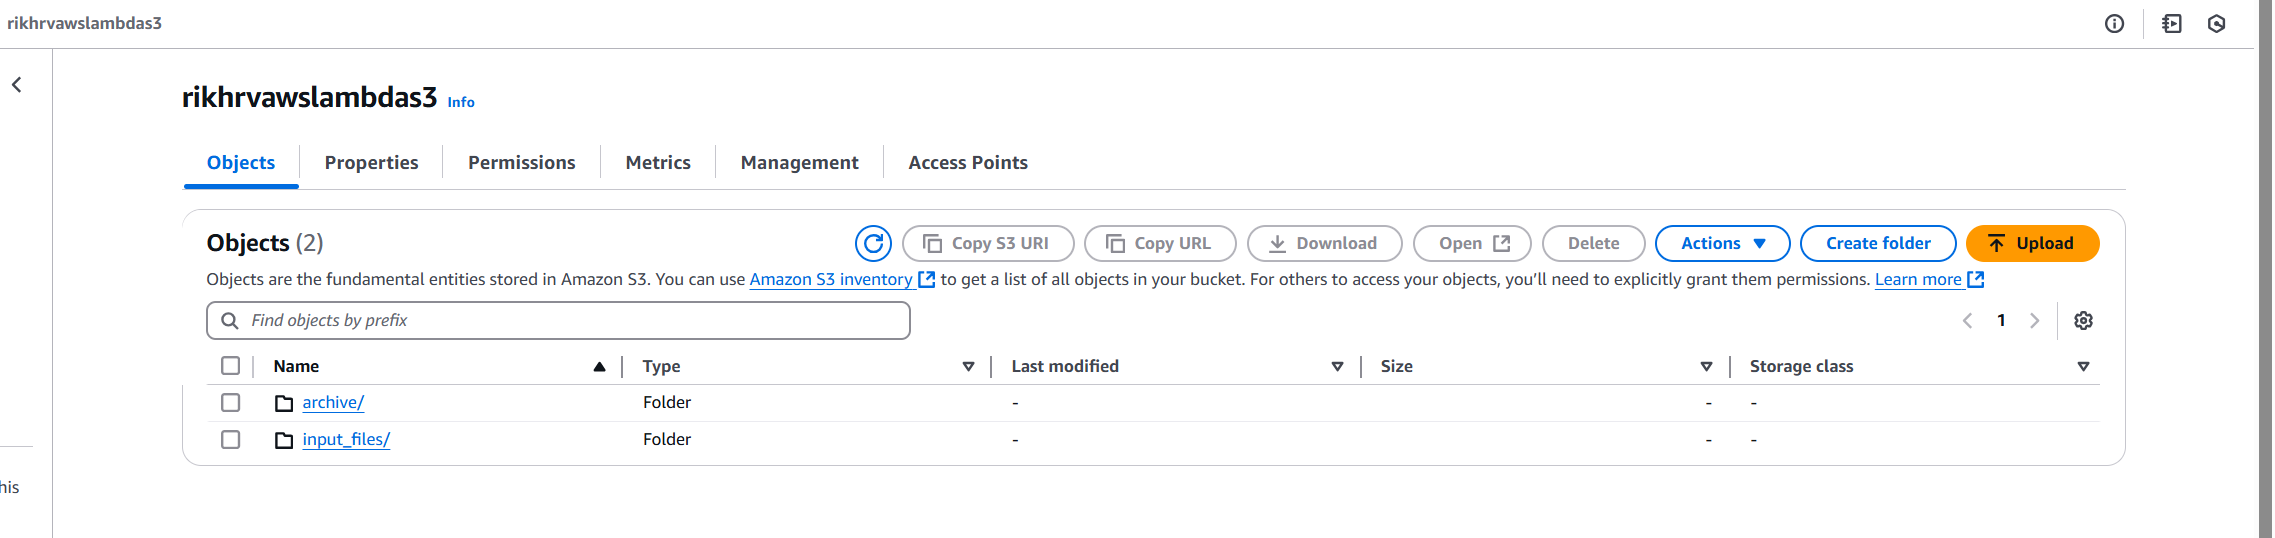 rikhrvawslambdas3
rikhrvawslambdas3 Info
Objects Properties Permissions Metrics Management Access Points
Objects (2) Copy S3 URI Copy URL Download Open Delete Actions Create folder Upload
Objects are the fundamental entities stored in Amazon S3. You can use Amazon S3 inventory to get a list of all objects in your bucket. For others to access your objects, you'll need to explicitly grant them permissions. Learn more
Find objects by prefix 1
Name Type Last modified Size Storage class
archive/ Folder - - -
input_files/ Folder - - -
his